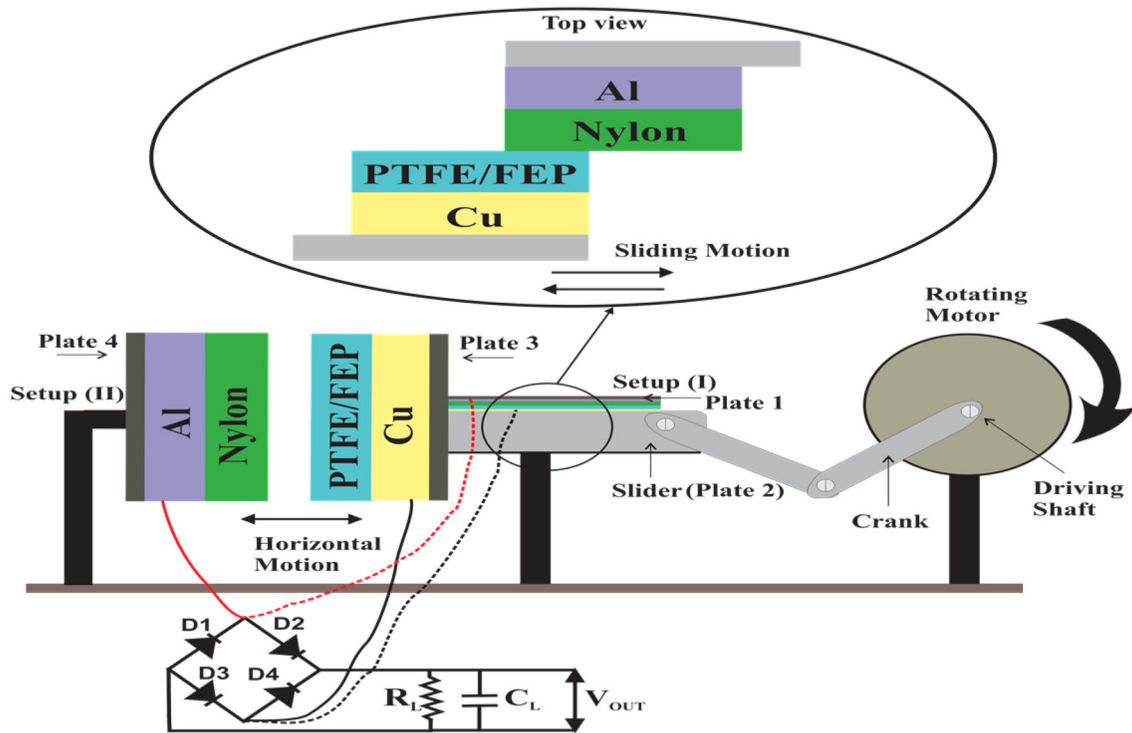 Top view
Al
Nylon
PTFE/FEP
Cu
Sliding Motion
Rotating
Motor
Plate 4
Plate 3
Setup (II)
Setup (I)
Plate 1
Al
Nylon
PTFE/FEP
Cu
Slider (Plate 2)
Crank
Driving
Shaft
Horizontal
Motion
D1
D2
D3
D4
RL
CL
VOUT